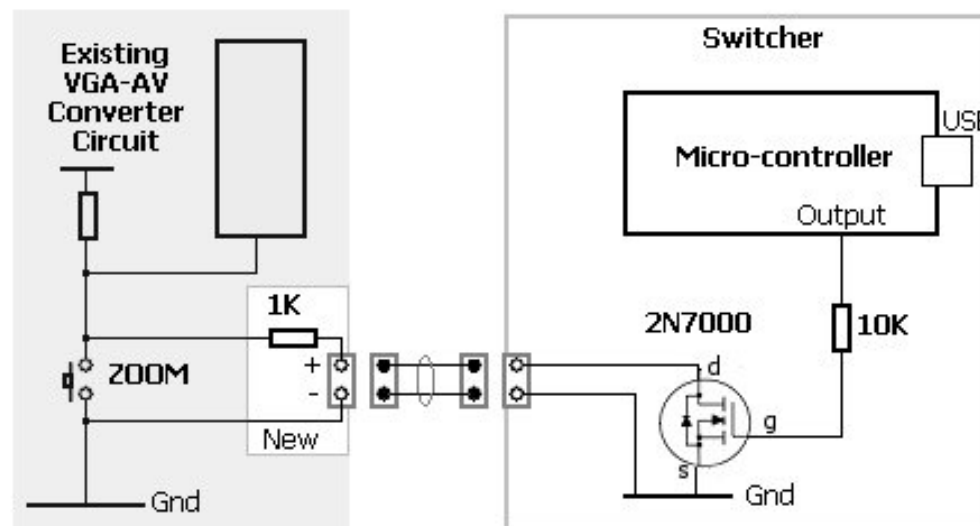 Existing
VGA-AV
Converter
Circuit
1K
+
ZOOM
-
New
Gnd
Switcher
USB
Micro-controller
Output
2N7000
10K
d
g
s
Gnd